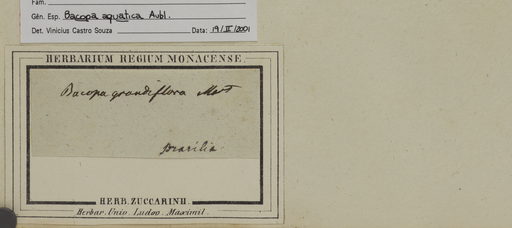 Fam.
Gên. Esp. Bacopa aquatica Aubl.
Det. Vinícius Castro Souza Data: 19/II/2001
HERBARIUM REGIUM MONACENSE.
Bacopa grandiflora Mart
Brasilia
HERB. ZUCCARINII.
Herbar. Univ. Ludov. Maximil.